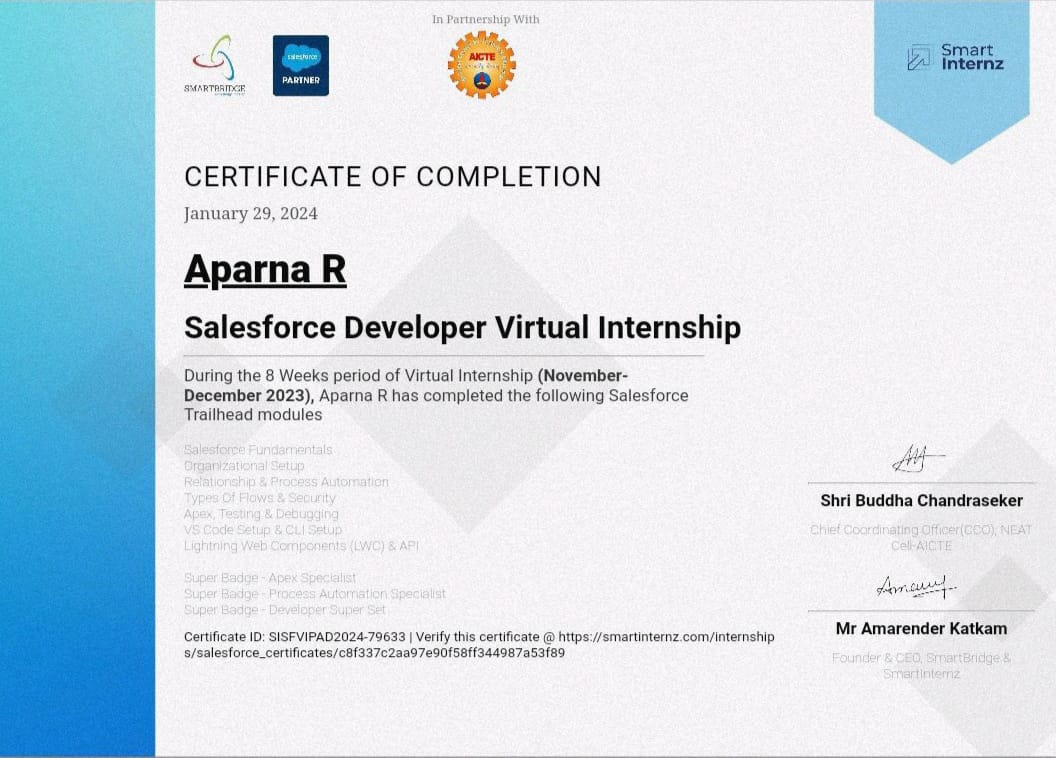 In Partnership With
SMARTBRIDGE
salesforce
PARTNER
AICTE
Smart
Internz
CERTIFICATE OF COMPLETION
January 29, 2024
Aparna R
Salesforce Developer Virtual Internship
During the 8 Weeks period of Virtual Internship (November-
December 2023), Aparna R has completed the following Salesforce
Trailhead modules
Salesforce Fundamentals
Organizational Setup
Relationship & Process Automation
Types Of Flows & Security
Apex, Testing & Debugging
VS Code Setup & CLI Setup
Lightning Web Components (LWC) & API
Super Badge - Apex Specialist
Super Badge - Process Automation Specialist
Super Badge - Developer Super Set
Certificate ID: SISFVIPAD2024-79633 | Verify this certificate @ https://smartinternz.com/internship
s/salesforce_certificates/c8f337c2aa97e90f58ff344987a53f89
Shri Buddha Chandraseker
Chief Coordinating Officer(CCO), NEAT
Cell-AICTE
Mr Amarender Katkam
Founder & CEO, SmartBridge &
SmartInternz